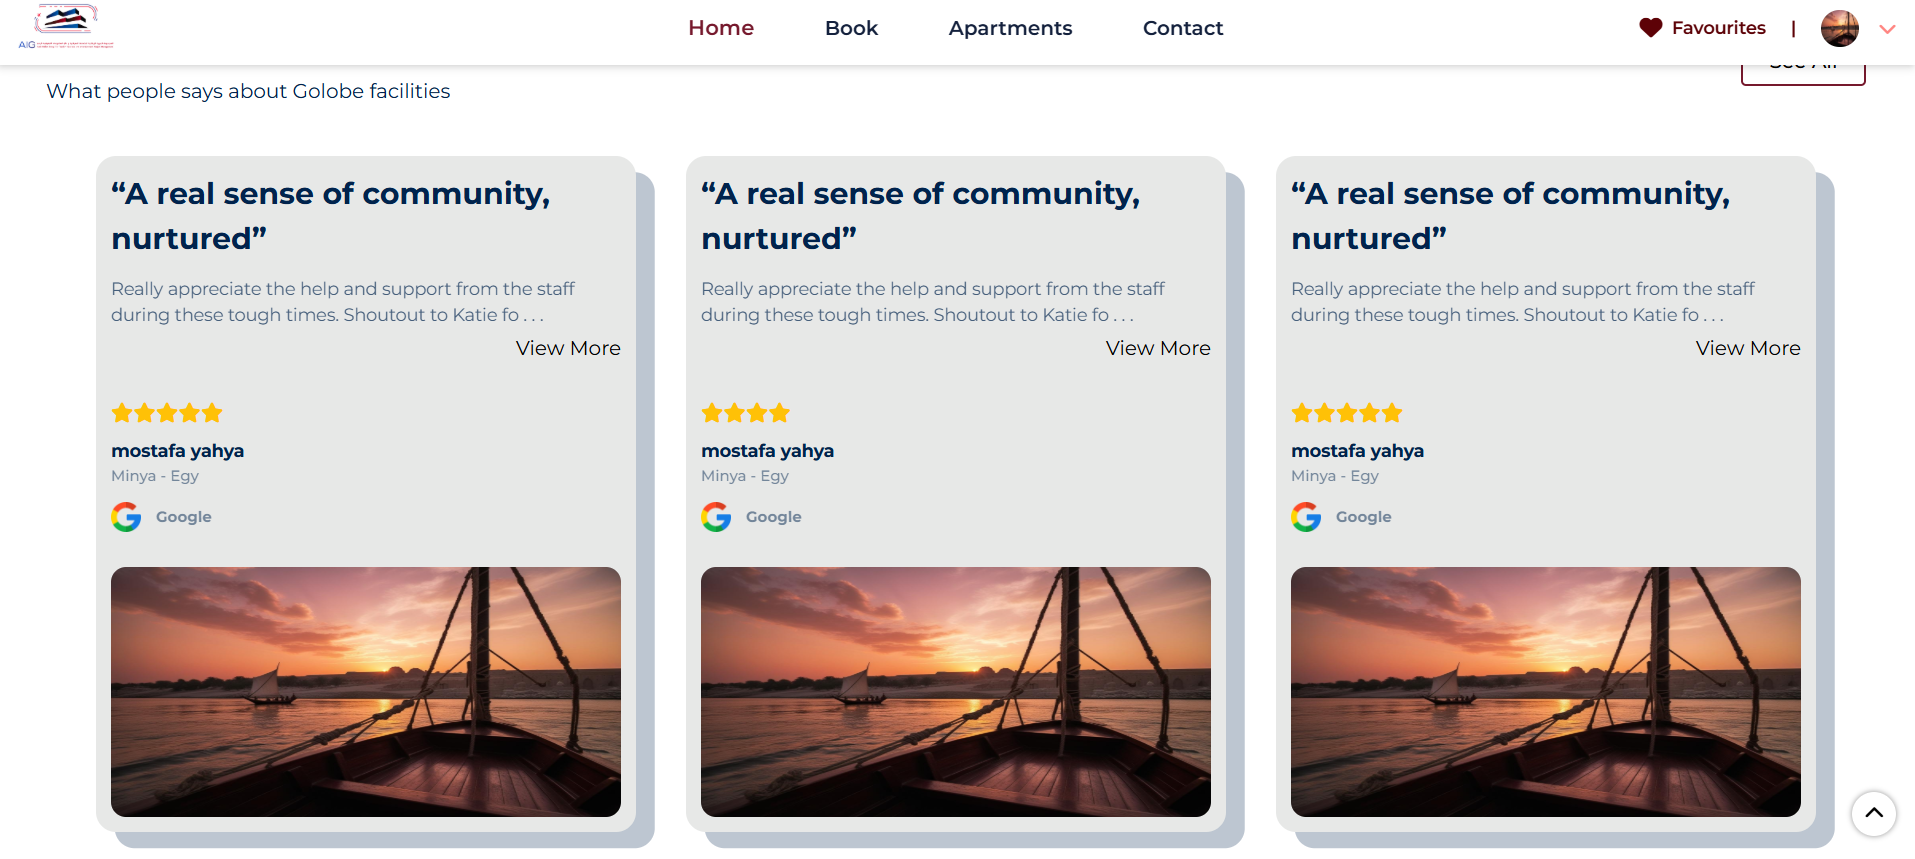 AIG
Home
Book
Apartments
Contact
Favourites
|
What people says about Golobe facilities
See All
“A real sense of community,
nurtured”
Really appreciate the help and support from the staff
during these tough times. Shoutout to Katie fo . . .
View More
mostafa yahya
Minya - Egy
Google
“A real sense of community,
nurtured”
Really appreciate the help and support from the staff
during these tough times. Shoutout to Katie fo . . .
View More
mostafa yahya
Minya - Egy
Google
“A real sense of community,
nurtured”
Really appreciate the help and support from the staff
during these tough times. Shoutout to Katie fo . . .
View More
mostafa yahya
Minya - Egy
Google